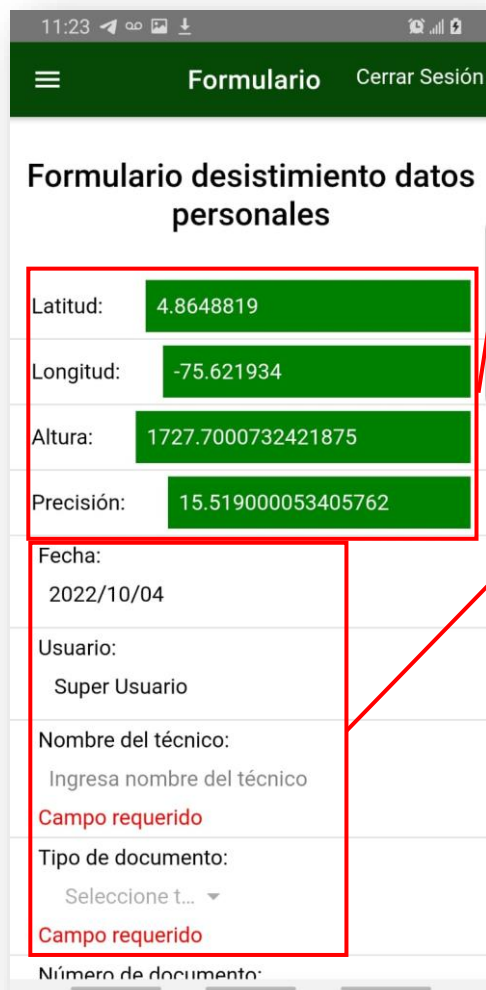 11:23
Formulario Cerrar Sesión
Formulario desistimiento datos
personales
Latitud: 4.8648819
Longitud: -75.621934
Altura: 1727.7000732421875
Precisión: 15.519000053405762
Fecha:
2022/10/04
Usuario:
Super Usuario
Nombre del técnico:
Ingresa nombre del técnico
Campo requerido
Tipo de documento:
Seleccione t...
Campo requerido
Número de documento: